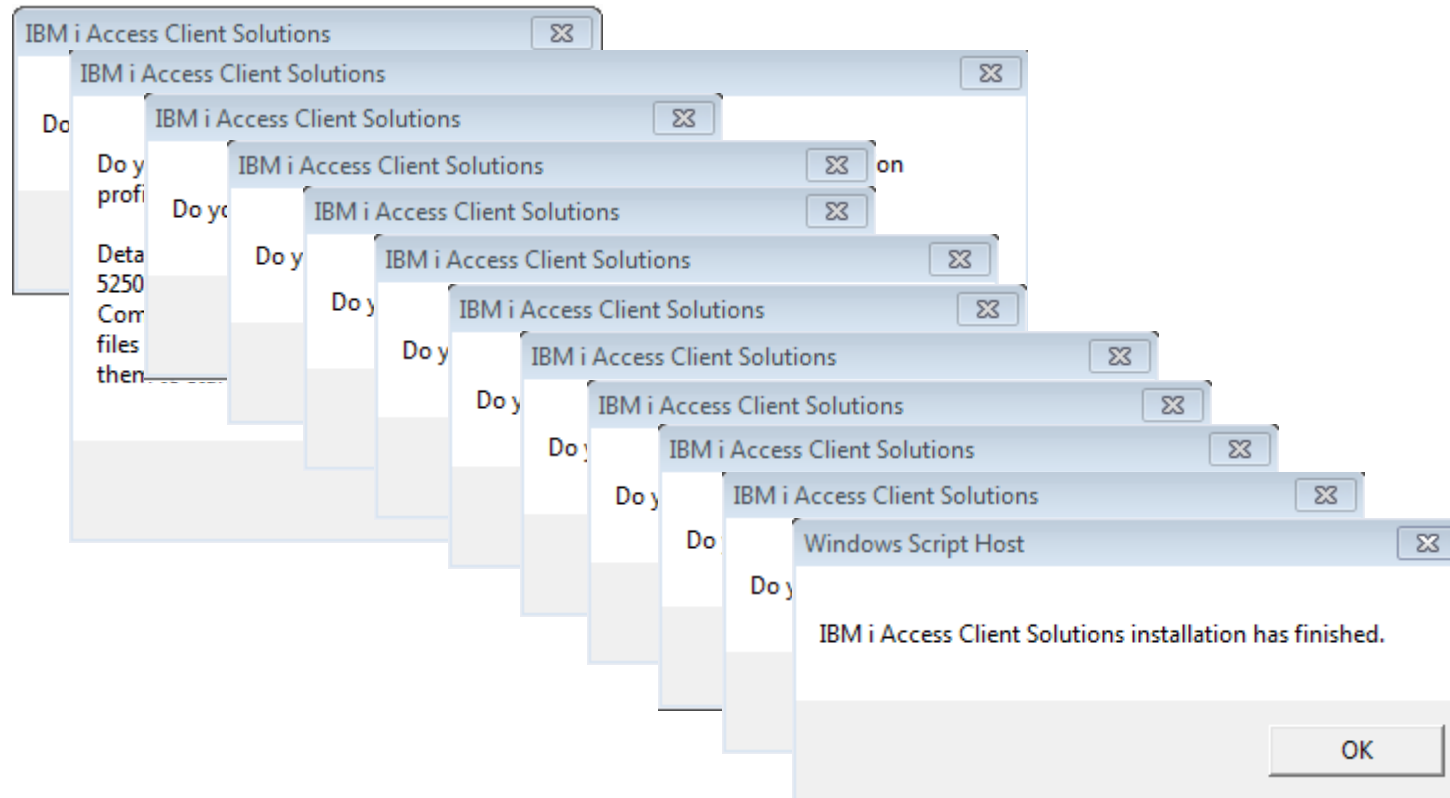 IBM i Access Client Solutions
Do
IBM i Access Client Solutions
Do y on
profi
Deta
5250
Com
files
them
IBM i Access Client Solutions
Do yo
IBM i Access Client Solutions
Do y
IBM i Access Client Solutions
Do y
IBM i Access Client Solutions
Do y
IBM i Access Client Solutions
Do y
IBM i Access Client Solutions
Do y
IBM i Access Client Solutions
Do y
IBM i Access Client Solutions
Do
IBM i Access Client Solutions
Do y
Windows Script Host
IBM i Access Client Solutions installation has finished.
OK